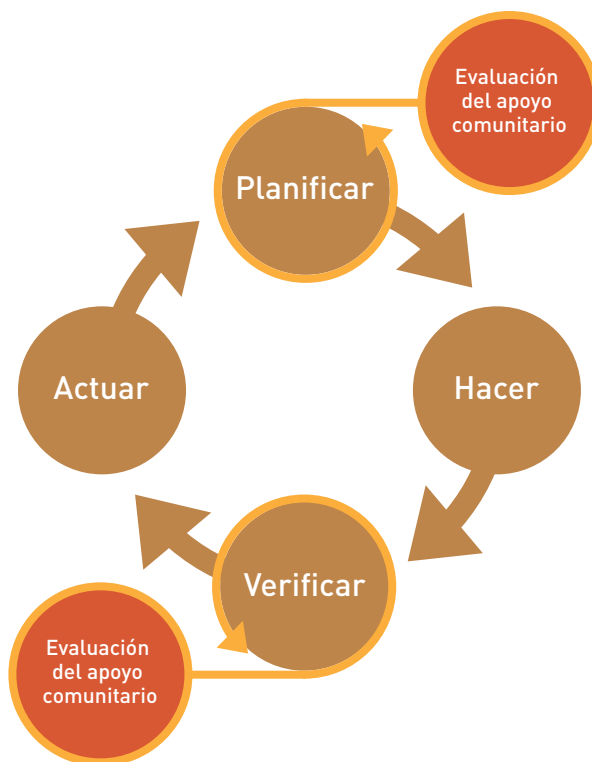 Evaluación
del apoyo
comunitario
Planificar
Actuar
Hacer
Verificar
Evaluación
del apoyo
comunitario